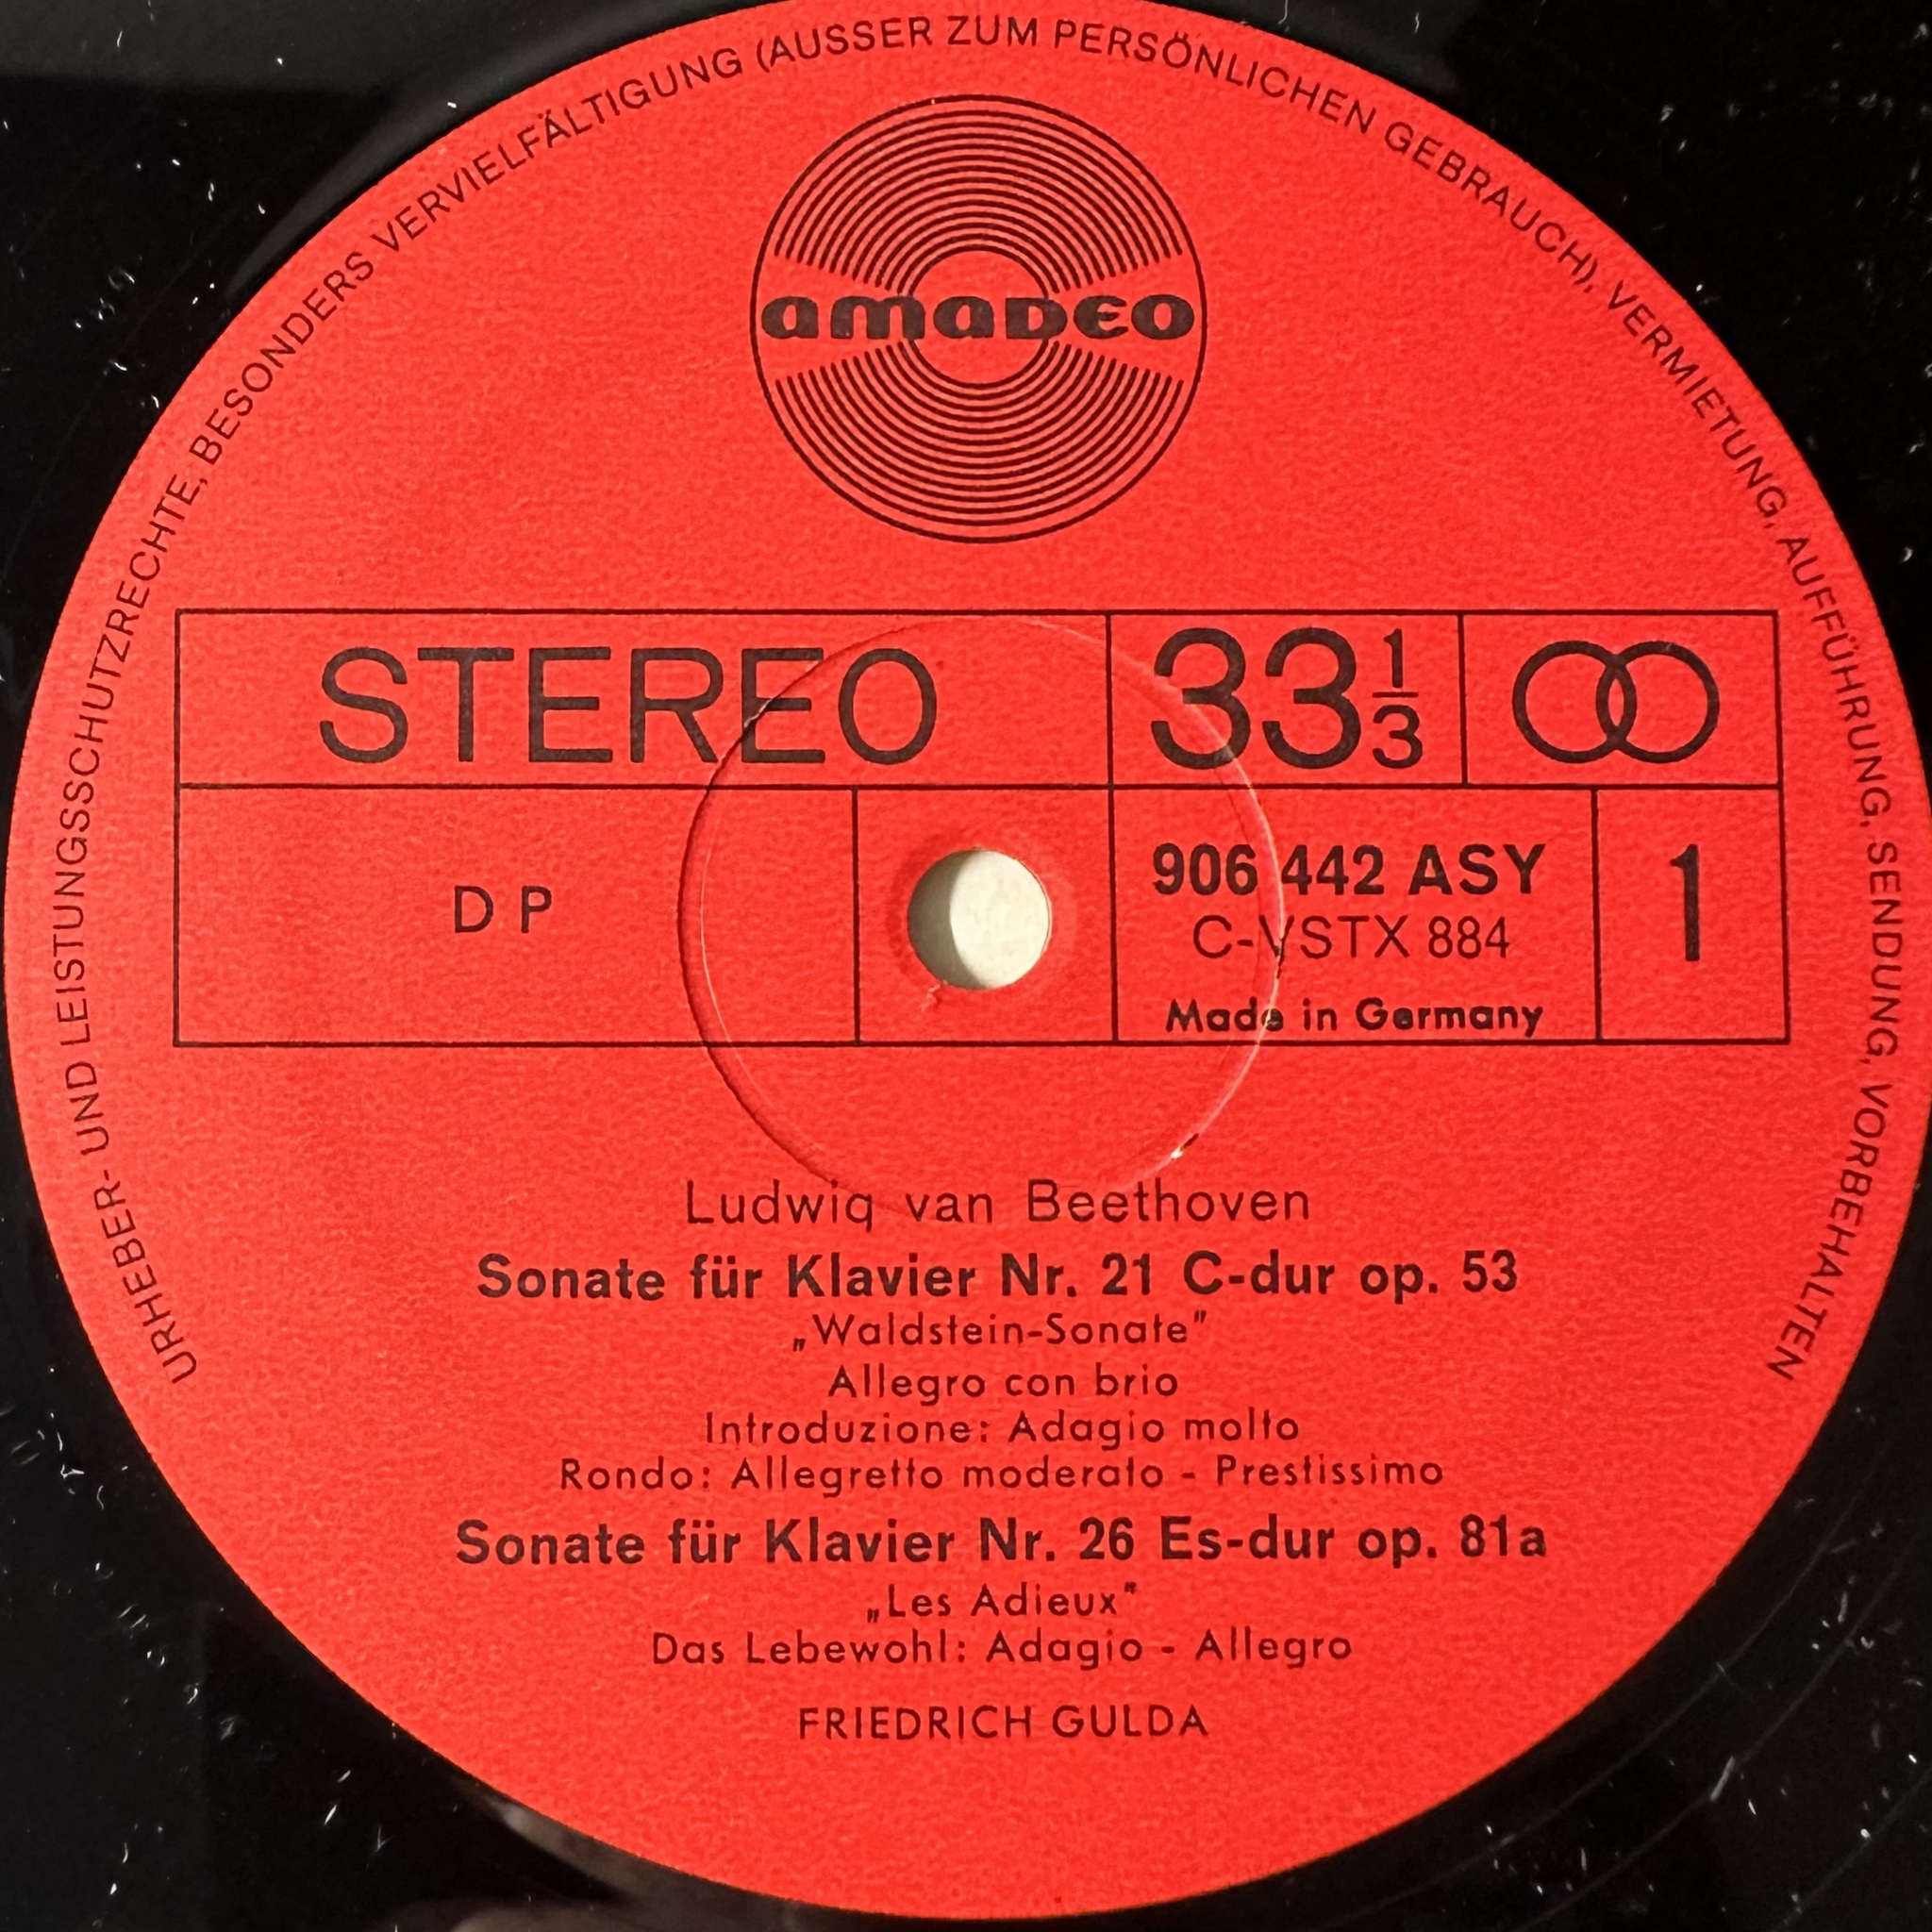 URHEBER- UND LEISTUNGSSCHUTZRECHTE, BESONDERS VERVIELFÄLTIGUNG (AUSSER ZUM PERSÖNLICHEN GEBRAUCH), VERMIETUNG, AUFFÜHRUNG, SENDUNG, VORBEHALTEN
amadeo
STEREO
33 1/3
DP
906 442 ASY
C-VSTX 884
Made in Germany
1
Ludwig van Beethoven
Sonate für Klavier Nr. 21 C-dur op. 53
„Waldstein-Sonate"
Allegro con brio
Introduzione: Adagio molto
Rondo: Allegretto moderato - Prestissimo
Sonate für Klavier Nr. 26 Es-dur op. 81a
„Les Adieux"
Das Lebewohl: Adagio - Allegro
FRIEDRICH GULDA